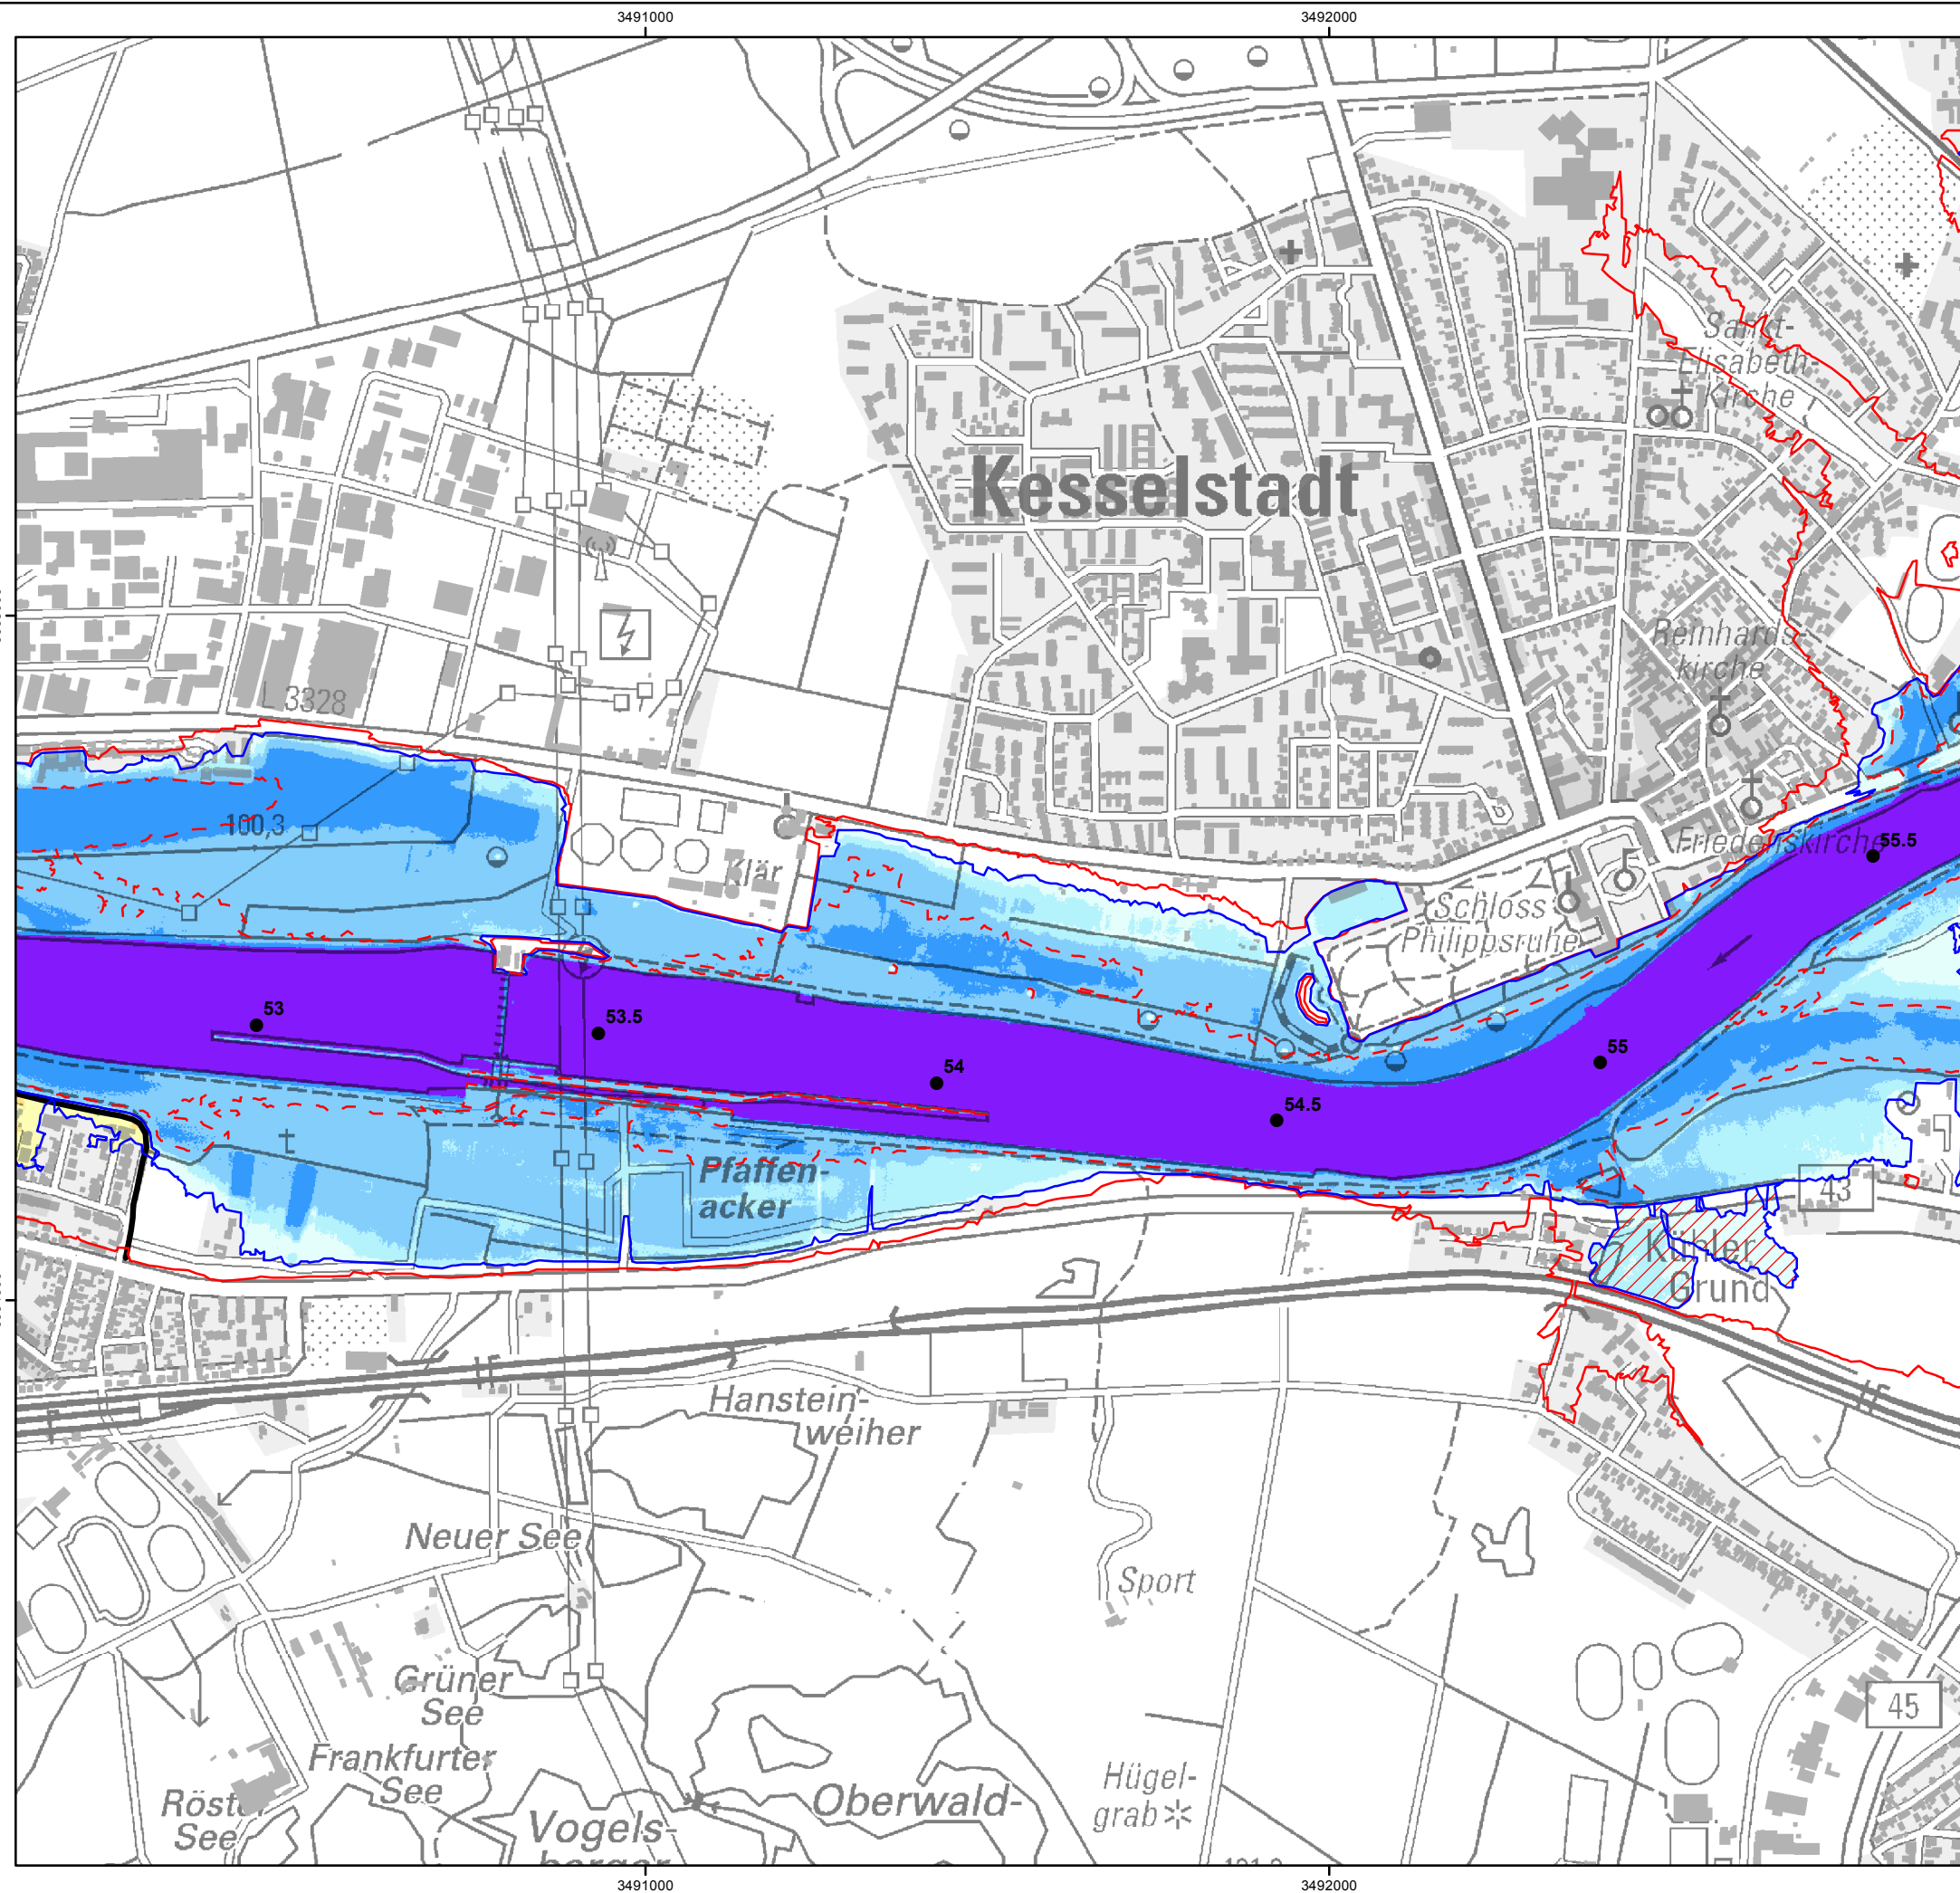 3491000
3492000
Sankt-
Elisabeth-
Kirche
Kesselstadt
Reinhards-
kirche
L 3328
100,3
Klär
Friedenskirche
55.5
Schloss
Philippsruhe
53
53.5
54
55
54.5
Pfaffen-
acker
43
Kühler
Grund
Hanstein-
weiher
Neuer See
Sport
Grüner
See
45
Frankfurter
See
Hügel-
grab
Oberwald-
See
Vogels-
3491000
3492000